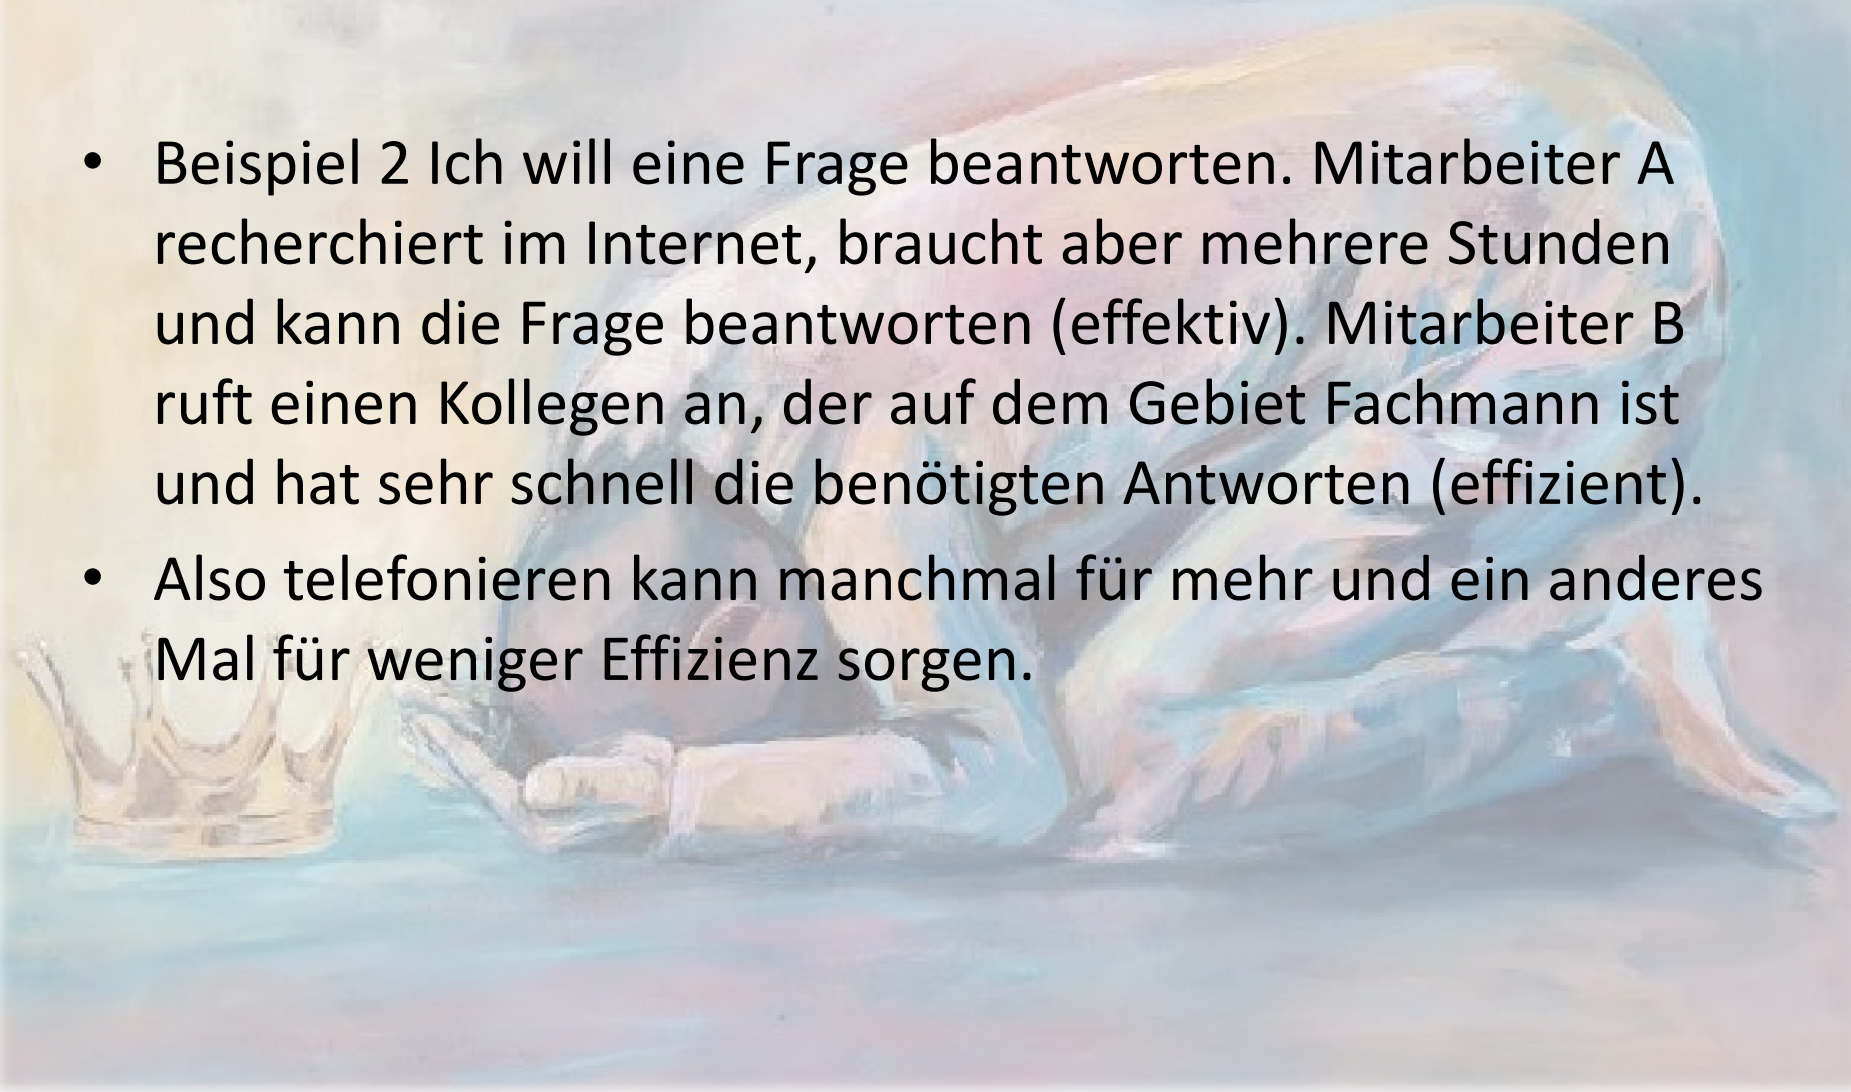 • Beispiel 2 Ich will eine Frage beantworten. Mitarbeiter A
recherchiert im Internet, braucht aber mehrere Stunden
und kann die Frage beantworten (effektiv). Mitarbeiter B
ruft einen Kollegen an, der auf dem Gebiet Fachmann ist
und hat sehr schnell die benötigten Antworten (effizient).
• Also telefonieren kann manchmal für mehr und ein anderes
Mal für weniger Effizienz sorgen.